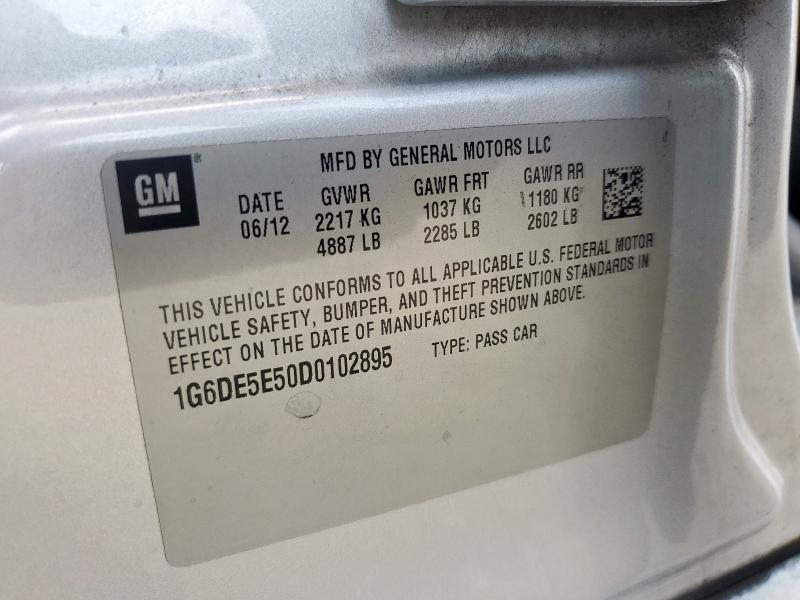 GM®
MFD BY GENERAL MOTORS LLC
DATE GVWR GAWR FRT GAWR RR
06/12 2217 KG 1037 KG 1180 KG
4887 LB 2285 LB 2602 LB
THIS VEHICLE CONFORMS TO ALL APPLICABLE U.S. FEDERAL MOTOR
VEHICLE SAFETY, BUMPER, AND THEFT PREVENTION STANDARDS IN
EFFECT ON THE DATE OF MANUFACTURE SHOWN ABOVE.
1G6DE5E50D0102895 TYPE: PASS CAR